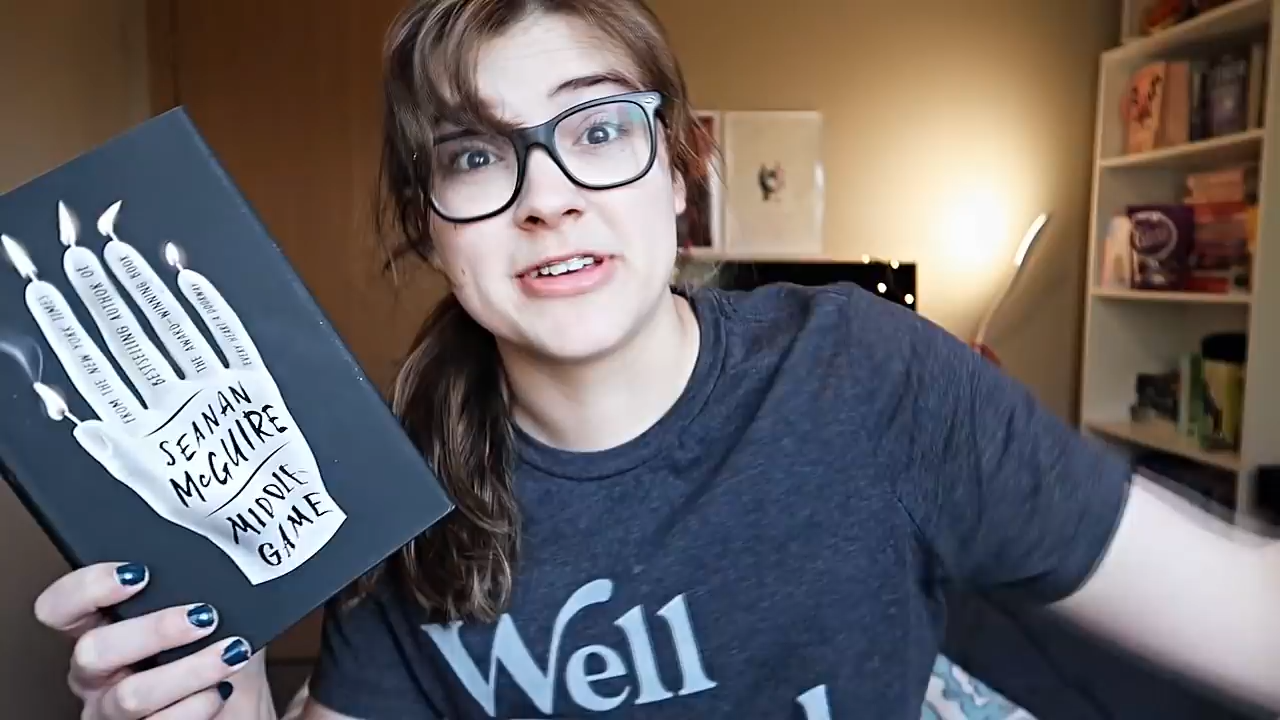 FROM THE NEW YORK TIMES
BESTSELLING AUTHOR OF
THE AWARD-WINNING BOOK
EVERY HEART A DOORWAY
SEANAN
McGUIRE
MIDDLE
GAME
Well